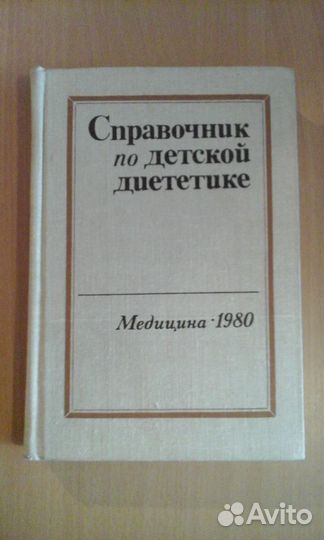 Справочник
по детской
диететике
Медицина · 1980
Avito